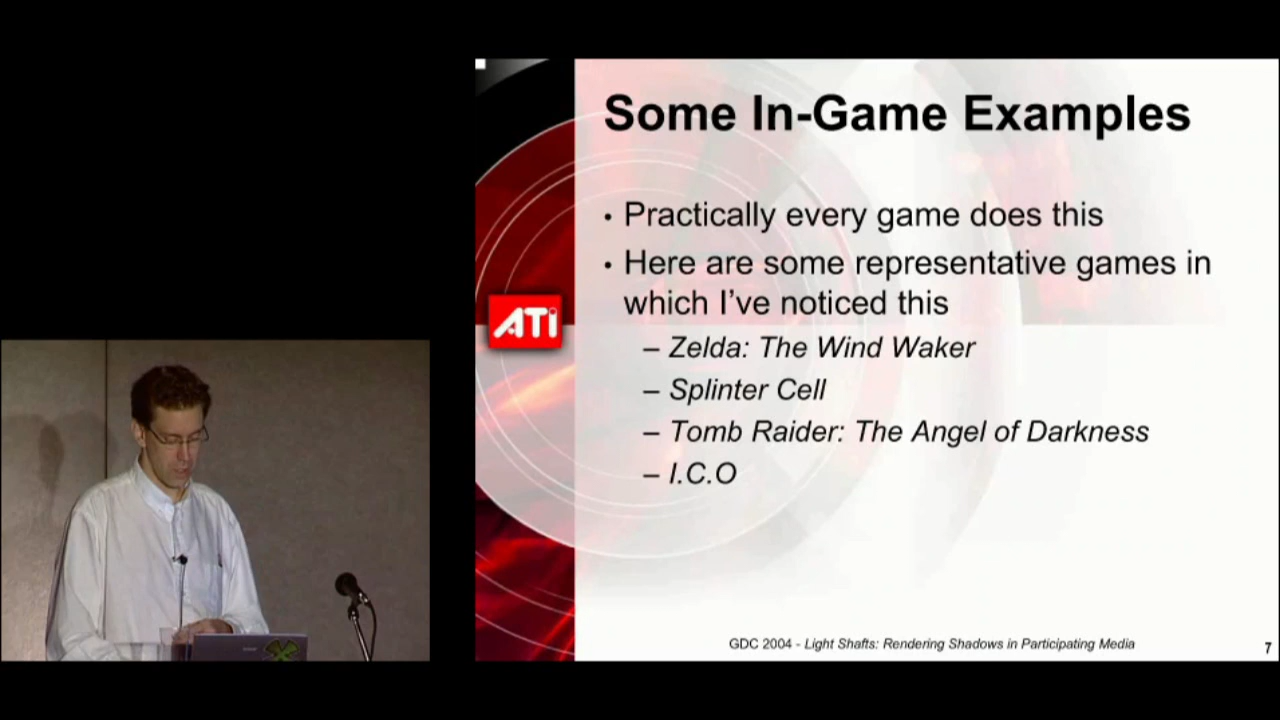 Some In-Game Examples
• Practically every game does this
• Here are some representative games in
which I've noticed this
– Zelda: The Wind Waker
– Splinter Cell
– Tomb Raider: The Angel of Darkness
– I.C.O
ATi
GDC 2004 - Light Shafts: Rendering Shadows in Participating Media
7